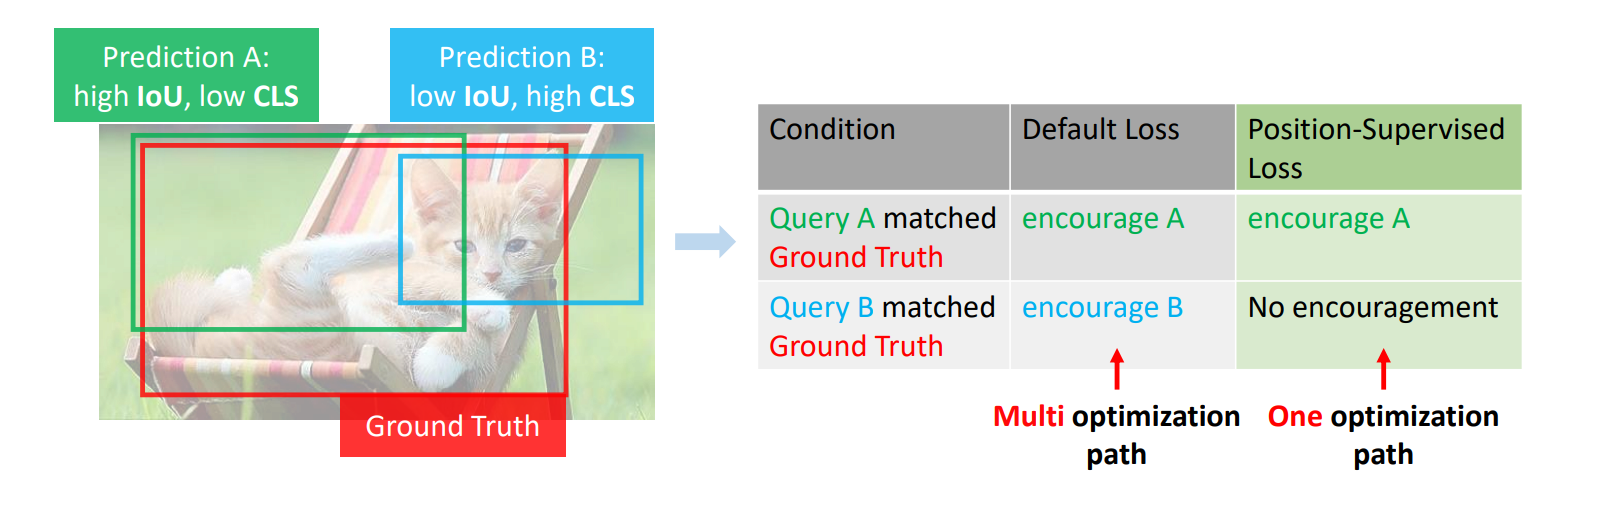 Prediction A:
high IoU, low CLS
Prediction B:
low IoU, high CLS
Ground Truth
Condition
Default Loss
Position-Supervised
Loss
Query A matched
Ground Truth
encourage A
encourage A
Query B matched
Ground Truth
encourage B
No encouragement
Multi optimization
path
One optimization
path